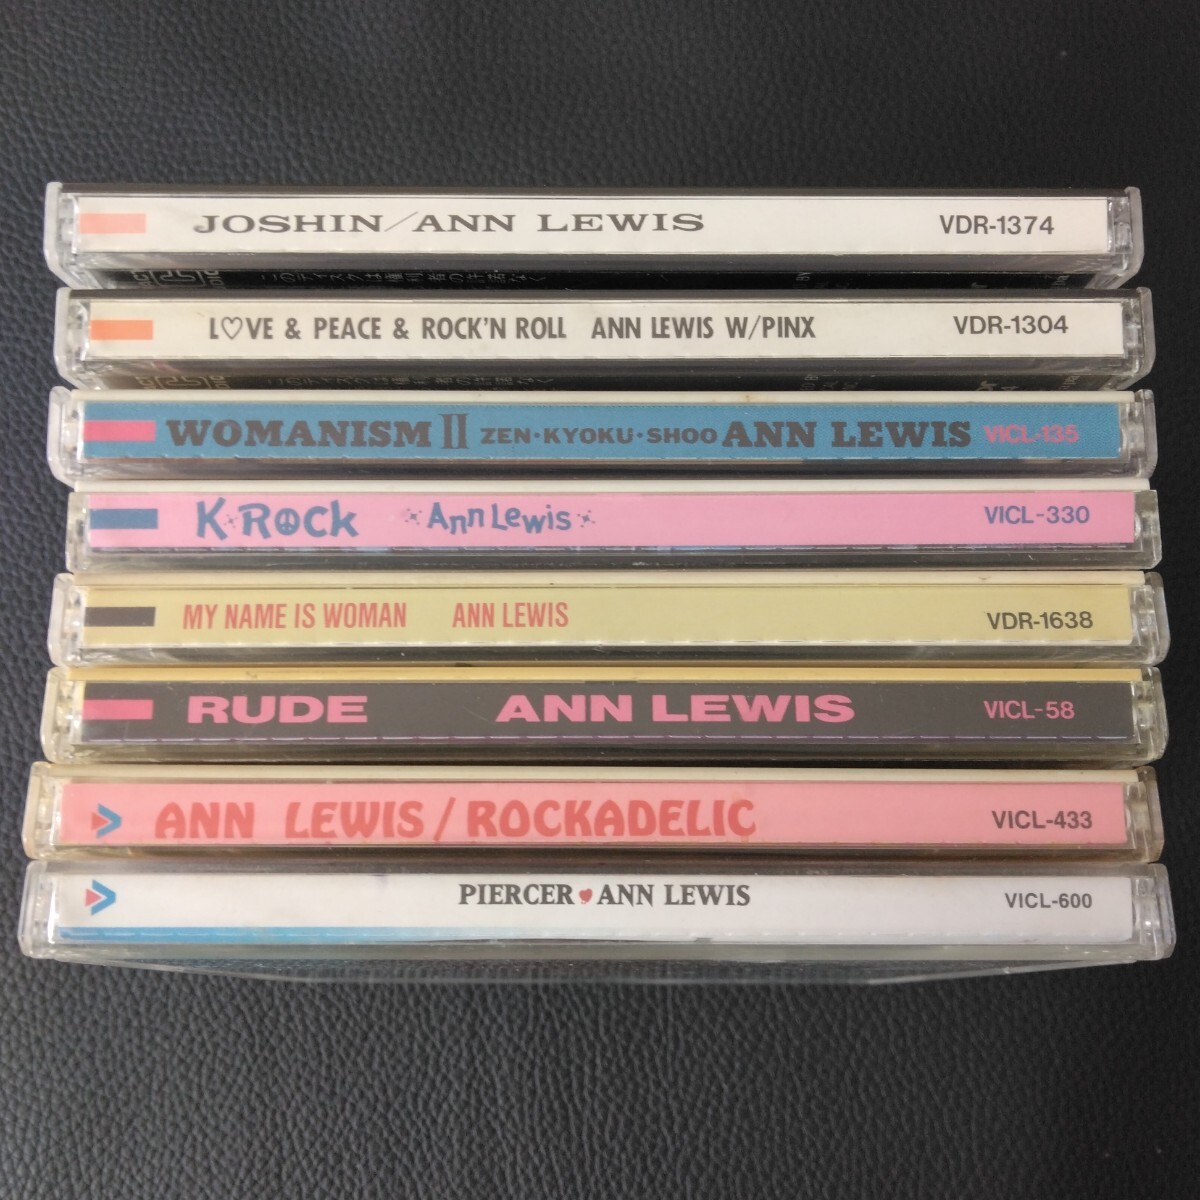 JOSHIN/ANN LEWIS VDR-1374
L♡VE & PEACE & ROCK'N ROLL ANN LEWIS W/PINX VDR-1304
WOMANISM II ZEN・KYOKU・SHOO ANN LEWIS VICL-135
K・ROCK Ann Lewis VICL-330
MY NAME IS WOMAN ANN LEWIS VDR-1638
RUDE ANN LEWIS VICL-58
ANN LEWIS / ROCKADELIC VICL-433
PIERCER♥ANN LEWIS VICL-600